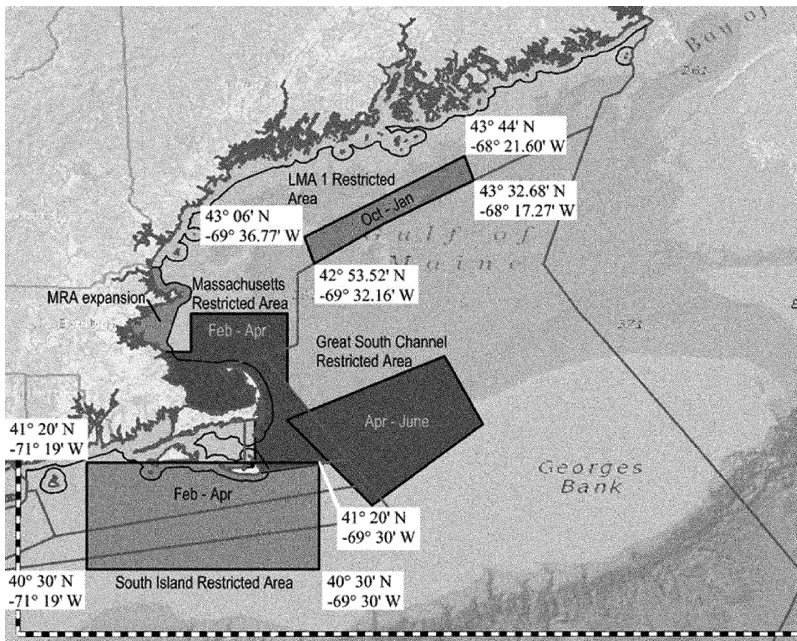 Bay of
261
43° 44' N
-68° 21.60' W
LMA 1 Restricted
Area
43° 32.68' N
-68° 17.27' W
Oct - Jan
43° 06' N
-69° 36.77' W
Gulf of
Maine
42° 53.52' N
-69° 32.16' W
Massachusetts
Restricted Area
MRA expansion
Feb - Apr
371
Great South Channel
Restricted Area
Apr - June
41° 20' N
-71° 19' W
Georges
Bank
Feb - Apr
41° 20' N
-69° 30' W
40° 30' N
-71° 19' W
South Island Restricted Area
40° 30' N
-69° 30' W